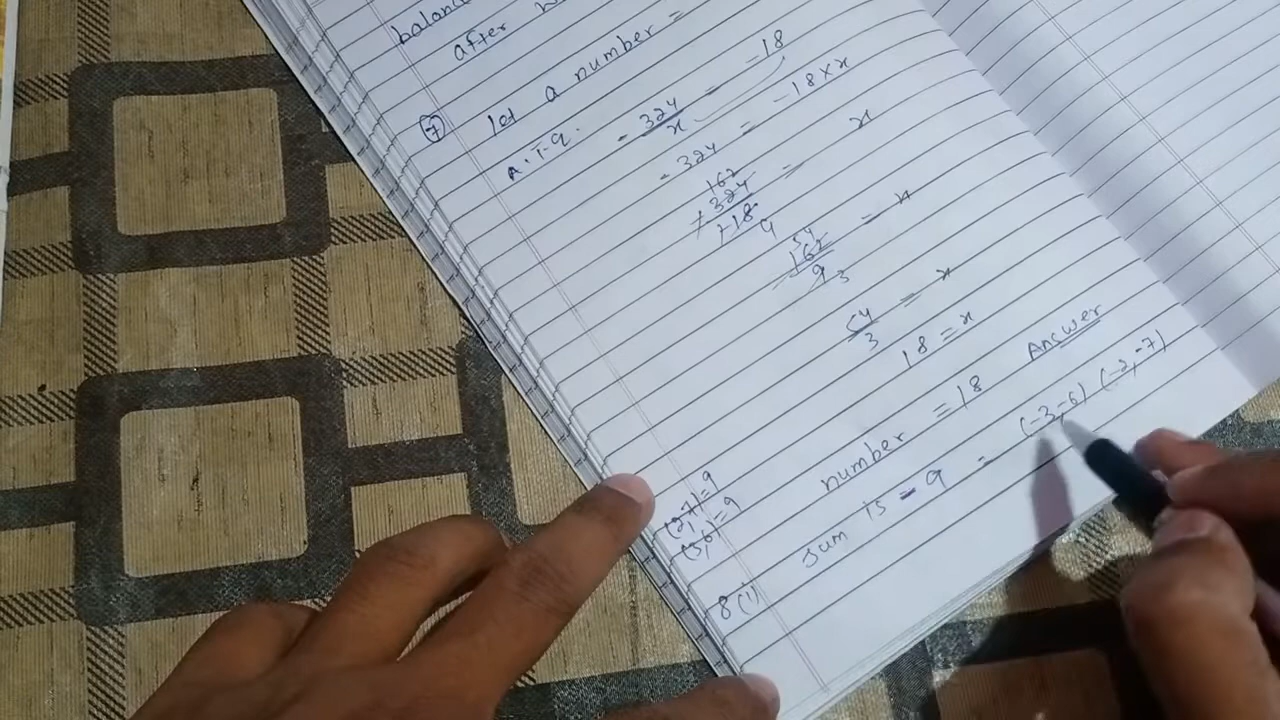 balance
after
⑦ Let a number =
A.T.Q. - 324/x = -18
- 324 = -18 × x
162
-324/-18 = x
9
54
162/9 = x
3
54/3 = x
18 = x
number = 18 Answer
(2,7) = 9
(3,6) = 9
8 (i) sum is -9 = (-3,-6) (-2,-7)